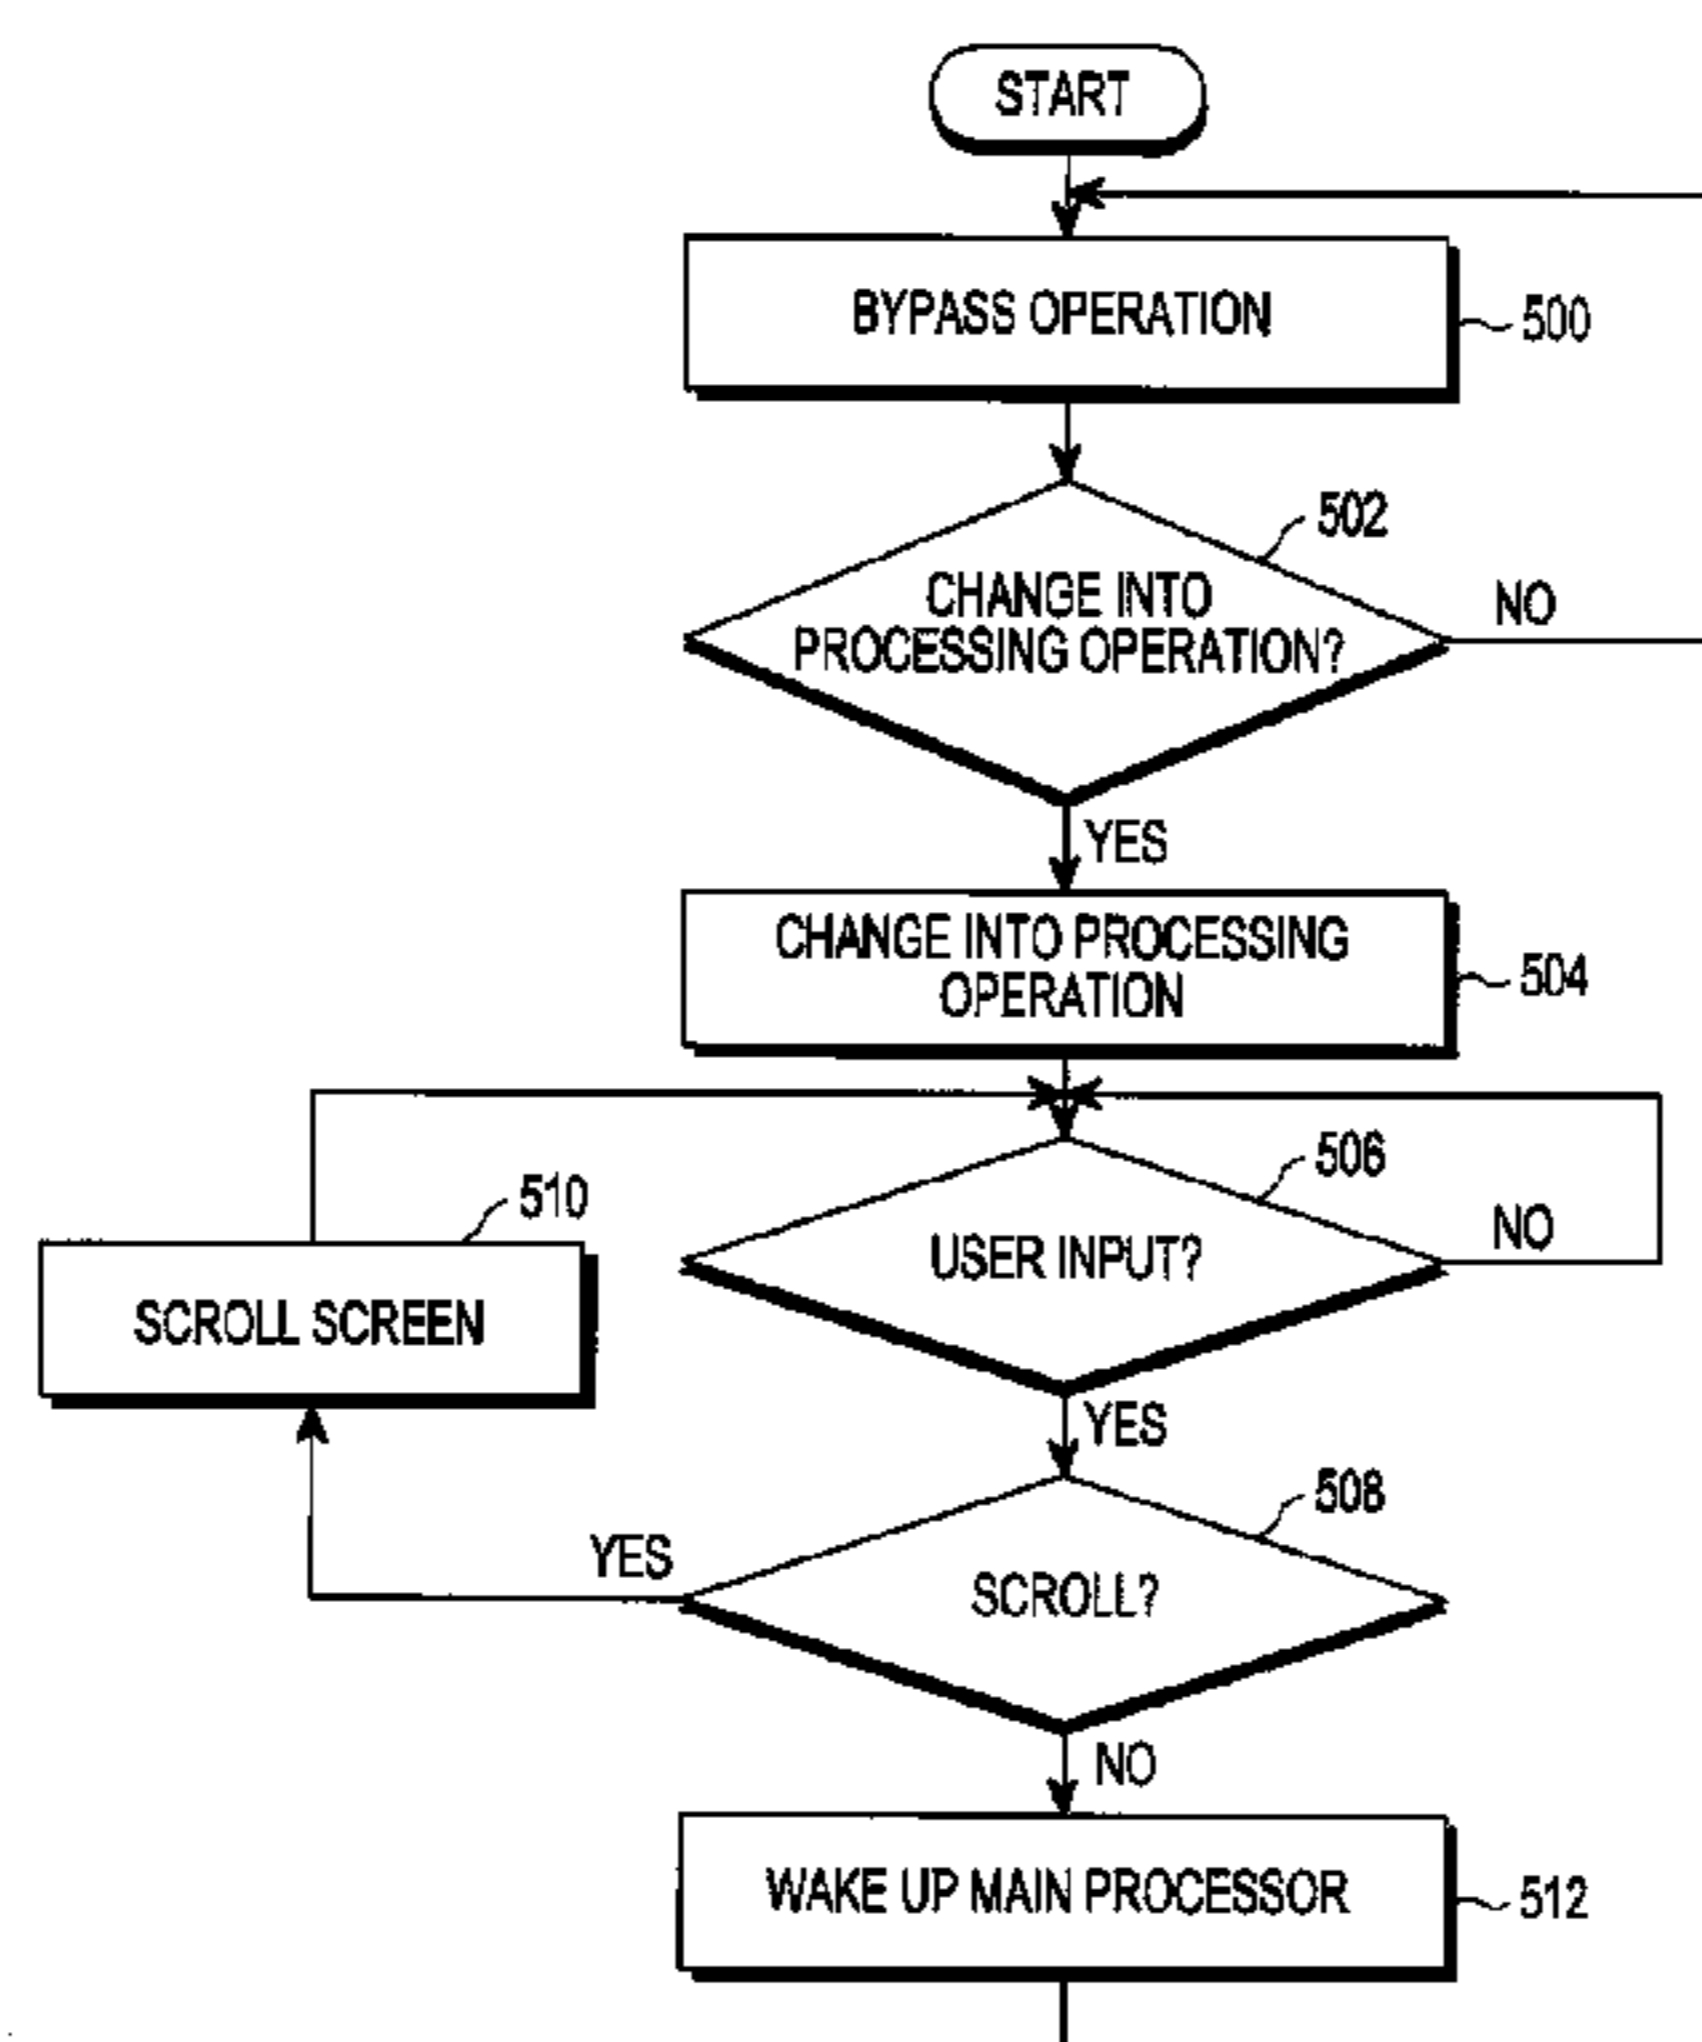 START
BYPASS OPERATION
500
502
CHANGE INTO
PROCESSING OPERATION?
NO
YES
CHANGE INTO PROCESSING
OPERATION
504
506
USER INPUT?
NO
510
SCROLL SCREEN
YES
508
SCROLL?
YES
NO
WAKE UP MAIN PROCESSOR
512